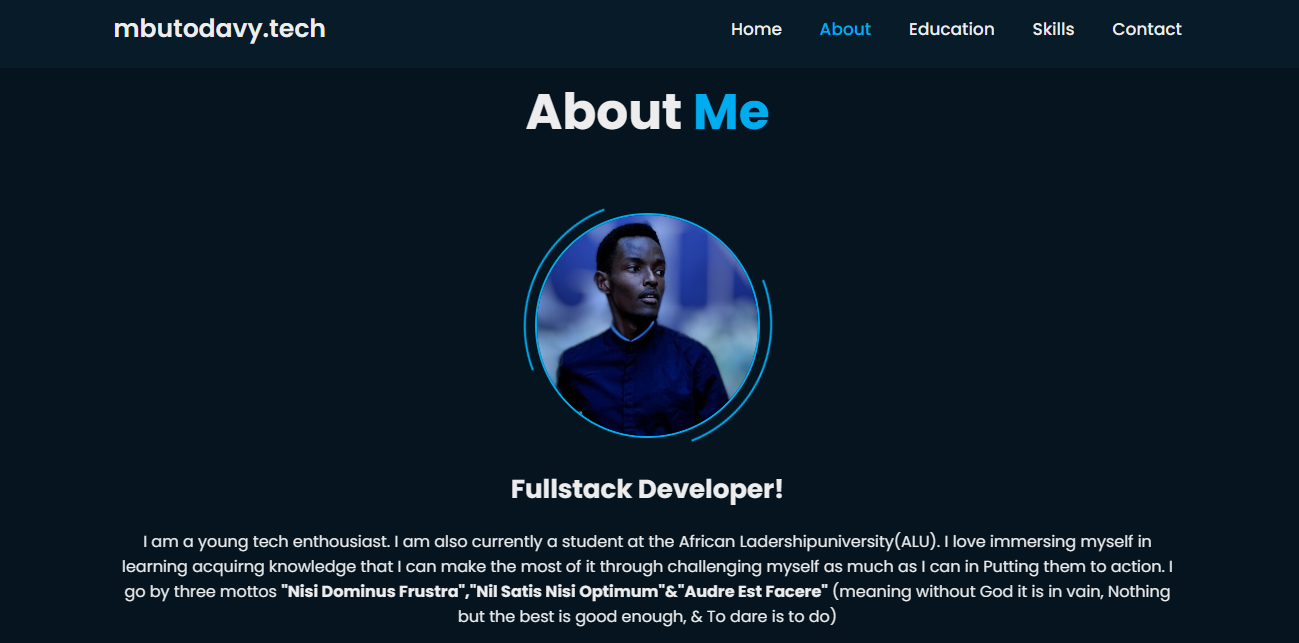 mbutodavy.tech
Home About Education Skills Contact
About Me
Fullstack Developer!
I am a young tech enthousiast. I am also currently a student at the African Ladershipuniversity(ALU). I love immersing myself in
learning acquirng knowledge that I can make the most of it through challenging myself as much as I can in Putting them to action. I
go by three mottos "Nisi Dominus Frustra","Nil Satis Nisi Optimum"&"Audre Est Facere" (meaning without God it is in vain, Nothing
but the best is good enough, & To dare is to do)